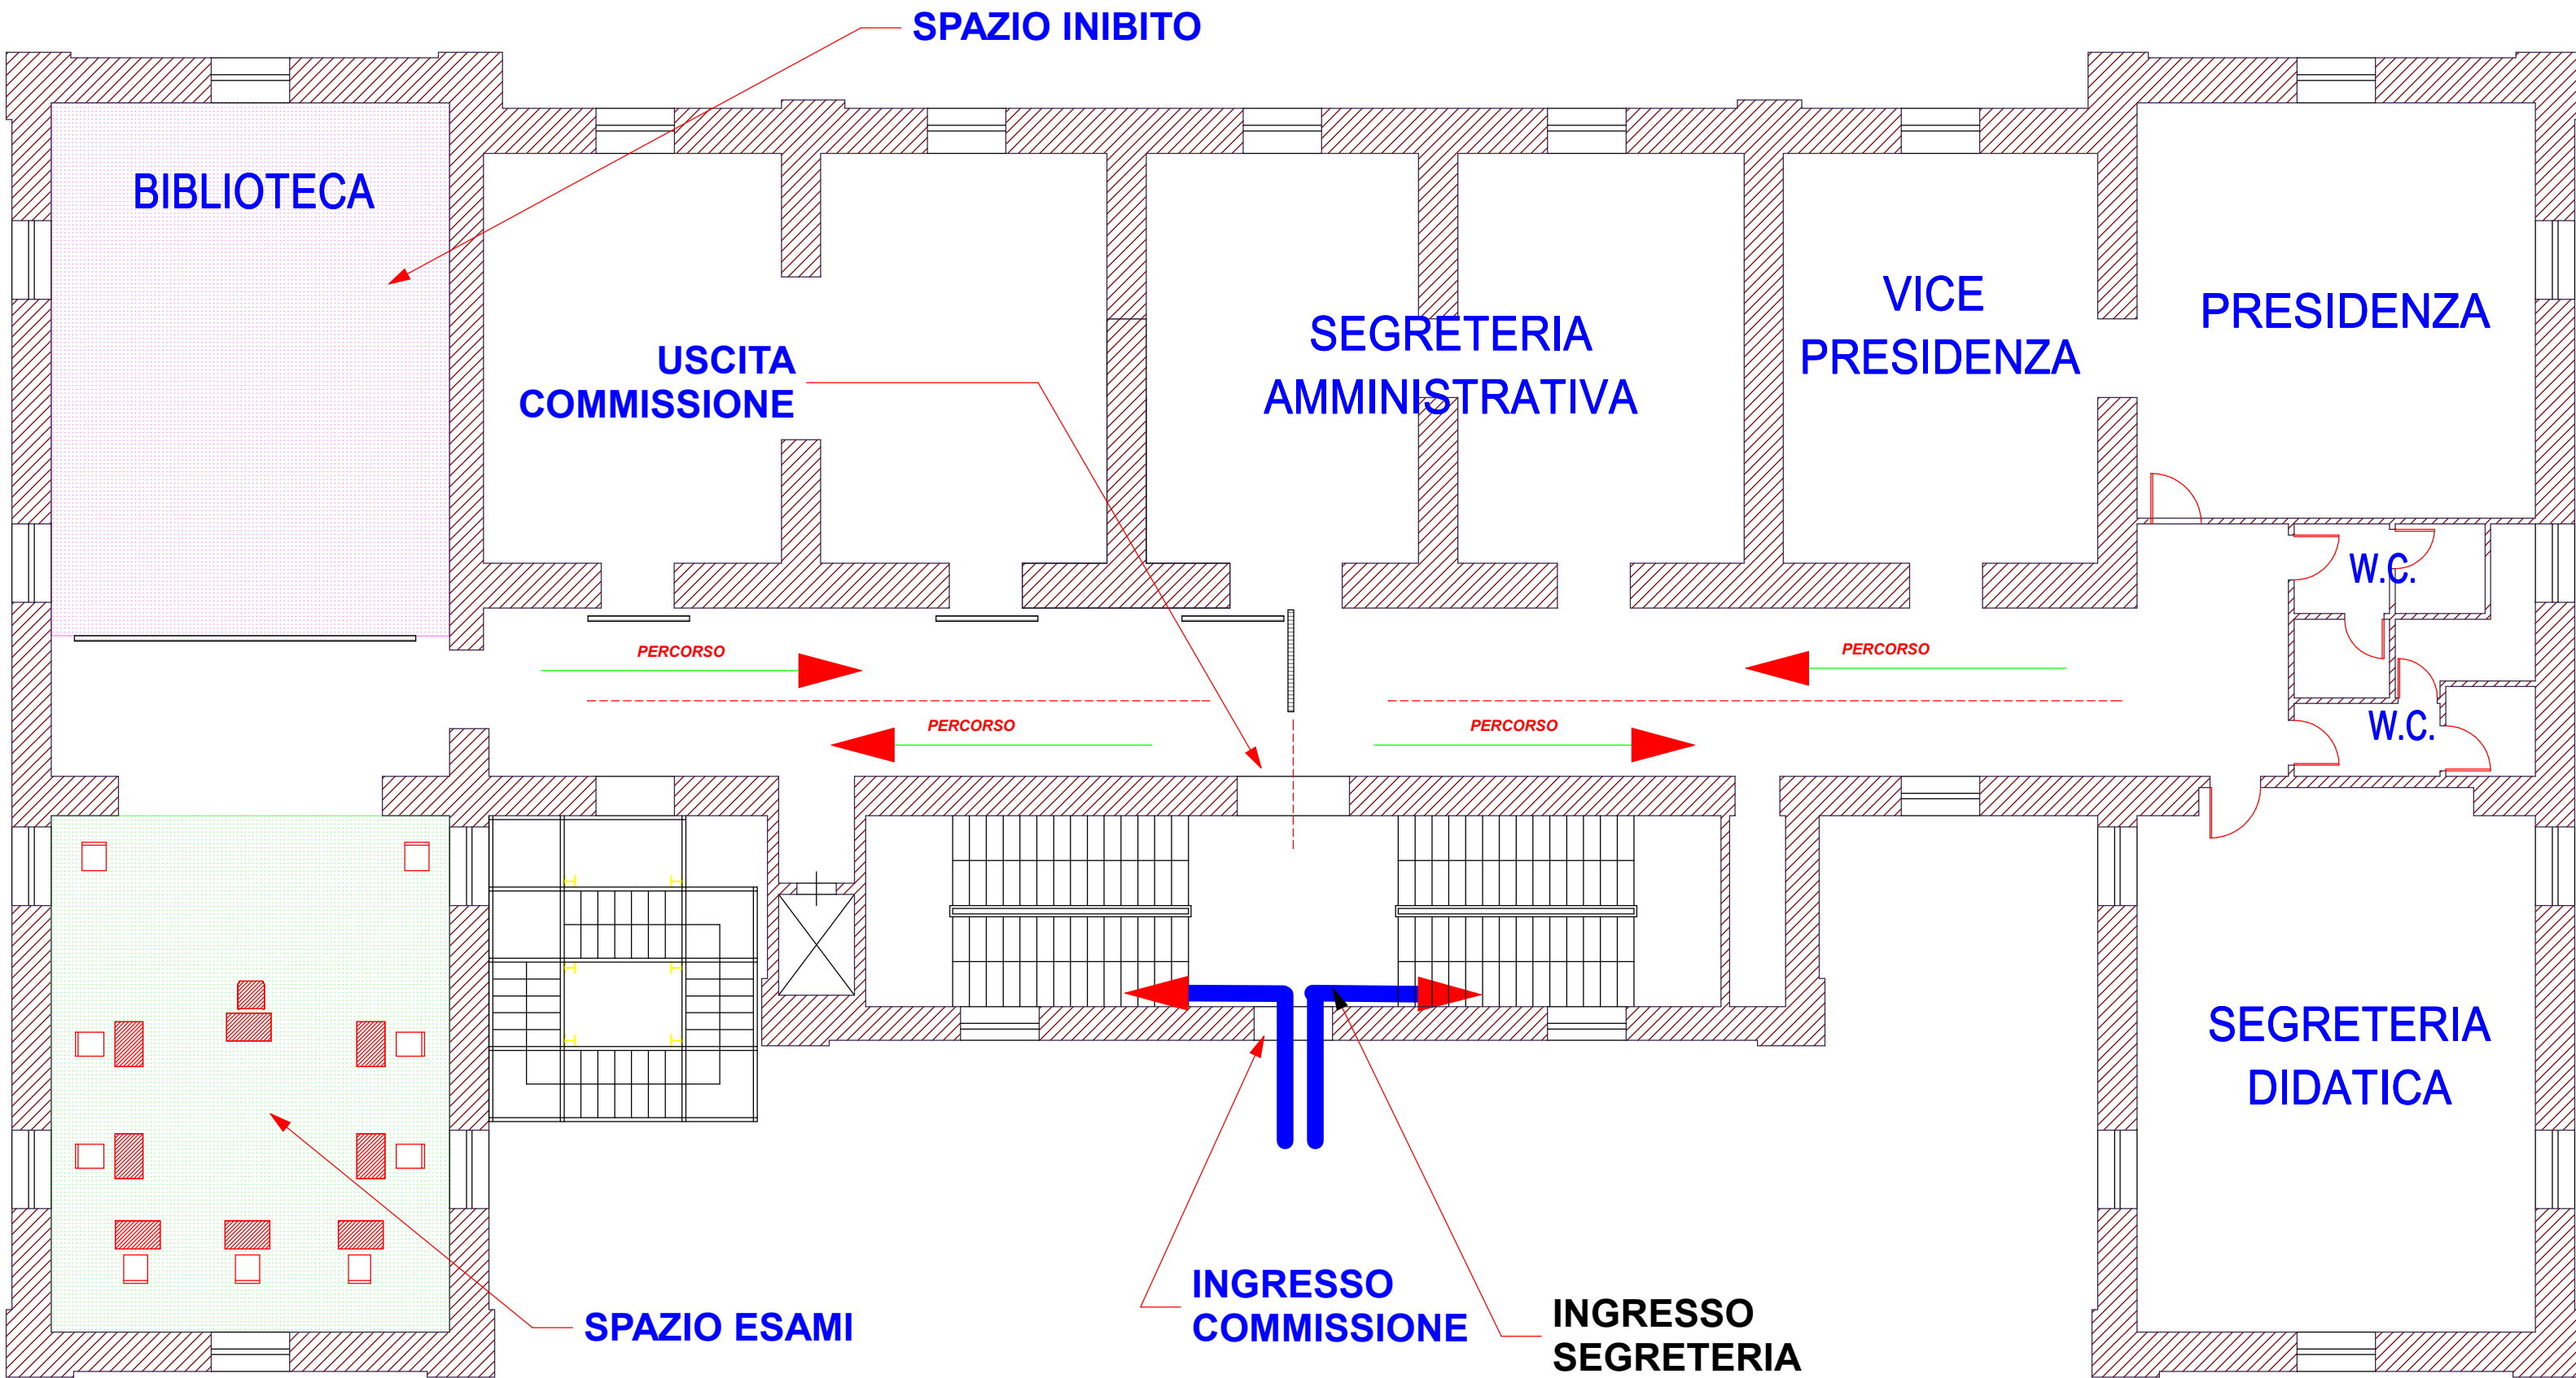 SPAZIO INIBITO
BIBLIOTECA
USCITA
COMMISSIONE
SEGRETERIA
AMMINISTRATIVA
VICE
PRESIDENZA
PRESIDENZA
W.C.
W.C.
PERCORSO
PERCORSO
PERCORSO
PERCORSO
SEGRETERIA
DIDATICA
SPAZIO ESAMI
INGRESSO
COMMISSIONE
INGRESSO
SEGRETERIA